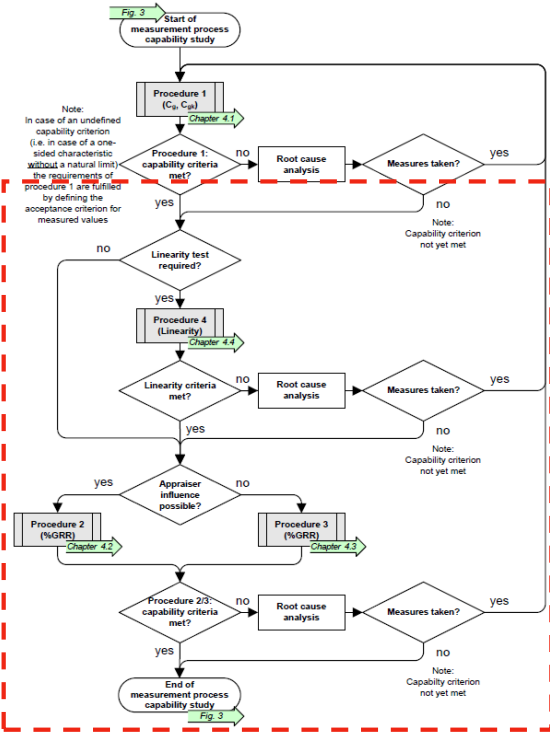 Fig. 3
Start of
measurement process
capability study
Note:
In case of an undefined
capability criterion
(i.e. in case of a one-
sided characteristic
without a natural limit)
the requirements of
procedure 1 are fulfilled
by defining the
acceptance criterion for
measured values
Procedure 1
(Cg, Cgk)
Chapter 4.1
Procedure 1:
capability criteria
met?
no
Root cause
analysis
Measures taken?
yes
yes
no
Note:
Capability criterion
not yet met
no
Linearity test
required?
yes
Procedure 4
(Linearity)
Chapter 4.4
Linearity criteria
met?
no
Root cause
analysis
Measures taken?
yes
yes
no
Note:
Capability criterion
not yet met
yes
Appraiser
influence
possible?
no
Procedure 2
(%GRR)
Chapter 4.2
Procedure 3
(%GRR)
Chapter 4.3
Procedure 2/3:
capability criteria
met?
no
Root cause
analysis
Measures taken?
yes
yes
no
Note:
Capability criterion
not yet met
End of
measurement process
capability study
Fig. 3